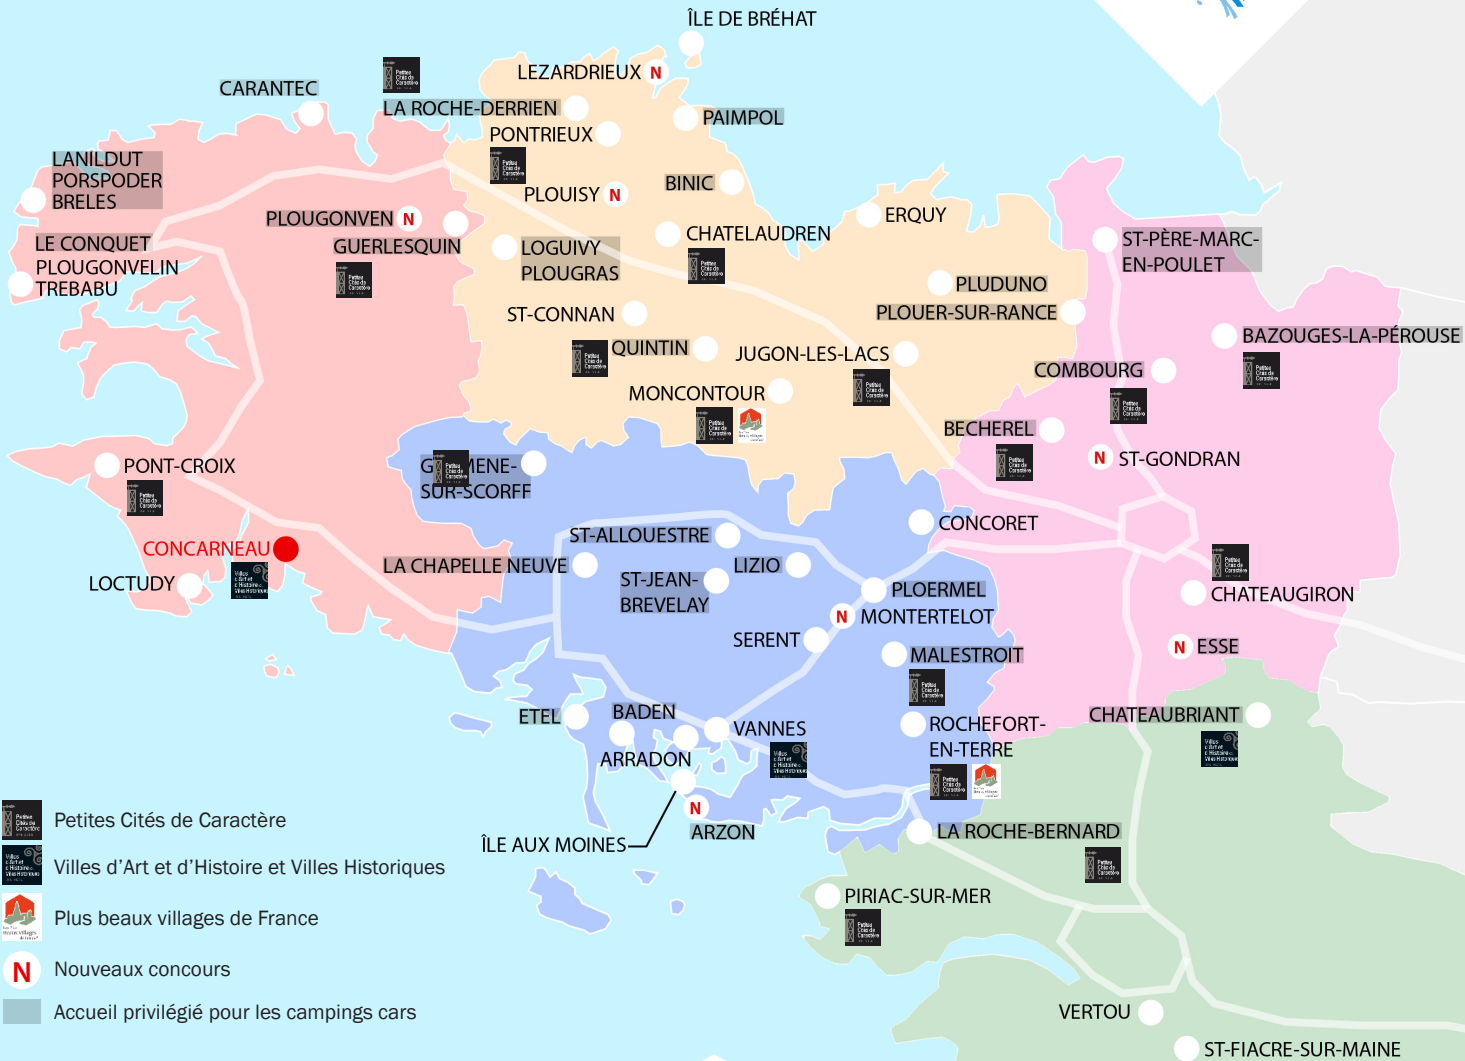 ÎLE DE BRÉHAT
LEZARDRIEUX N
CARANTEC
LA ROCHE-DERRIEN
PAIMPOL
PONTRIEUX
LANILDUT
PORSPODER
BRELES
PLOUISY N
BINIC
PLOUGONVEN N
ERQUY
GUERLESQUIN
CHATELAUDREN
LE CONQUET
PLOUGONVELIN
TREBABU
LOGUIVY
PLOUGRAS
ST-PÈRE-MARC-
EN-POULET
PLUDUNO
ST-CONNAN
PLOUER-SUR-RANCE
BAZOUGES-LA-PÉROUSE
QUINTIN
JUGON-LES-LACS
COMBOURG
MONCONTOUR
BECHEREL
N ST-GONDRAN
PONT-CROIX
SUR-SCORFF
CONCORET
ST-ALLOUESTRE
CONCARNEAU
LA CHAPELLE NEUVE
LIZIO
LOCTUDY
ST-JEAN-
BREVELAY
PLOERMEL
CHATEAUGIRON
N MONTERTELOT
SERENT
N ESSE
MALESTROIT
ETEL
BADEN
VANNES
ROCHEFORT-
EN-TERRE
CHATEAUBRIANT
ARRADON
N
ARZON
ÎLE AUX MOINES
LA ROCHE-BERNARD
PIRIAC-SUR-MER
VERTOU
ST-FIACRE-SUR-MAINE
Petites Cités de Caractère
Villes d'Art et d'Histoire et Villes Historiques
Plus beaux villages de France
N Nouveaux concours
Accueil privilégié pour les campings cars